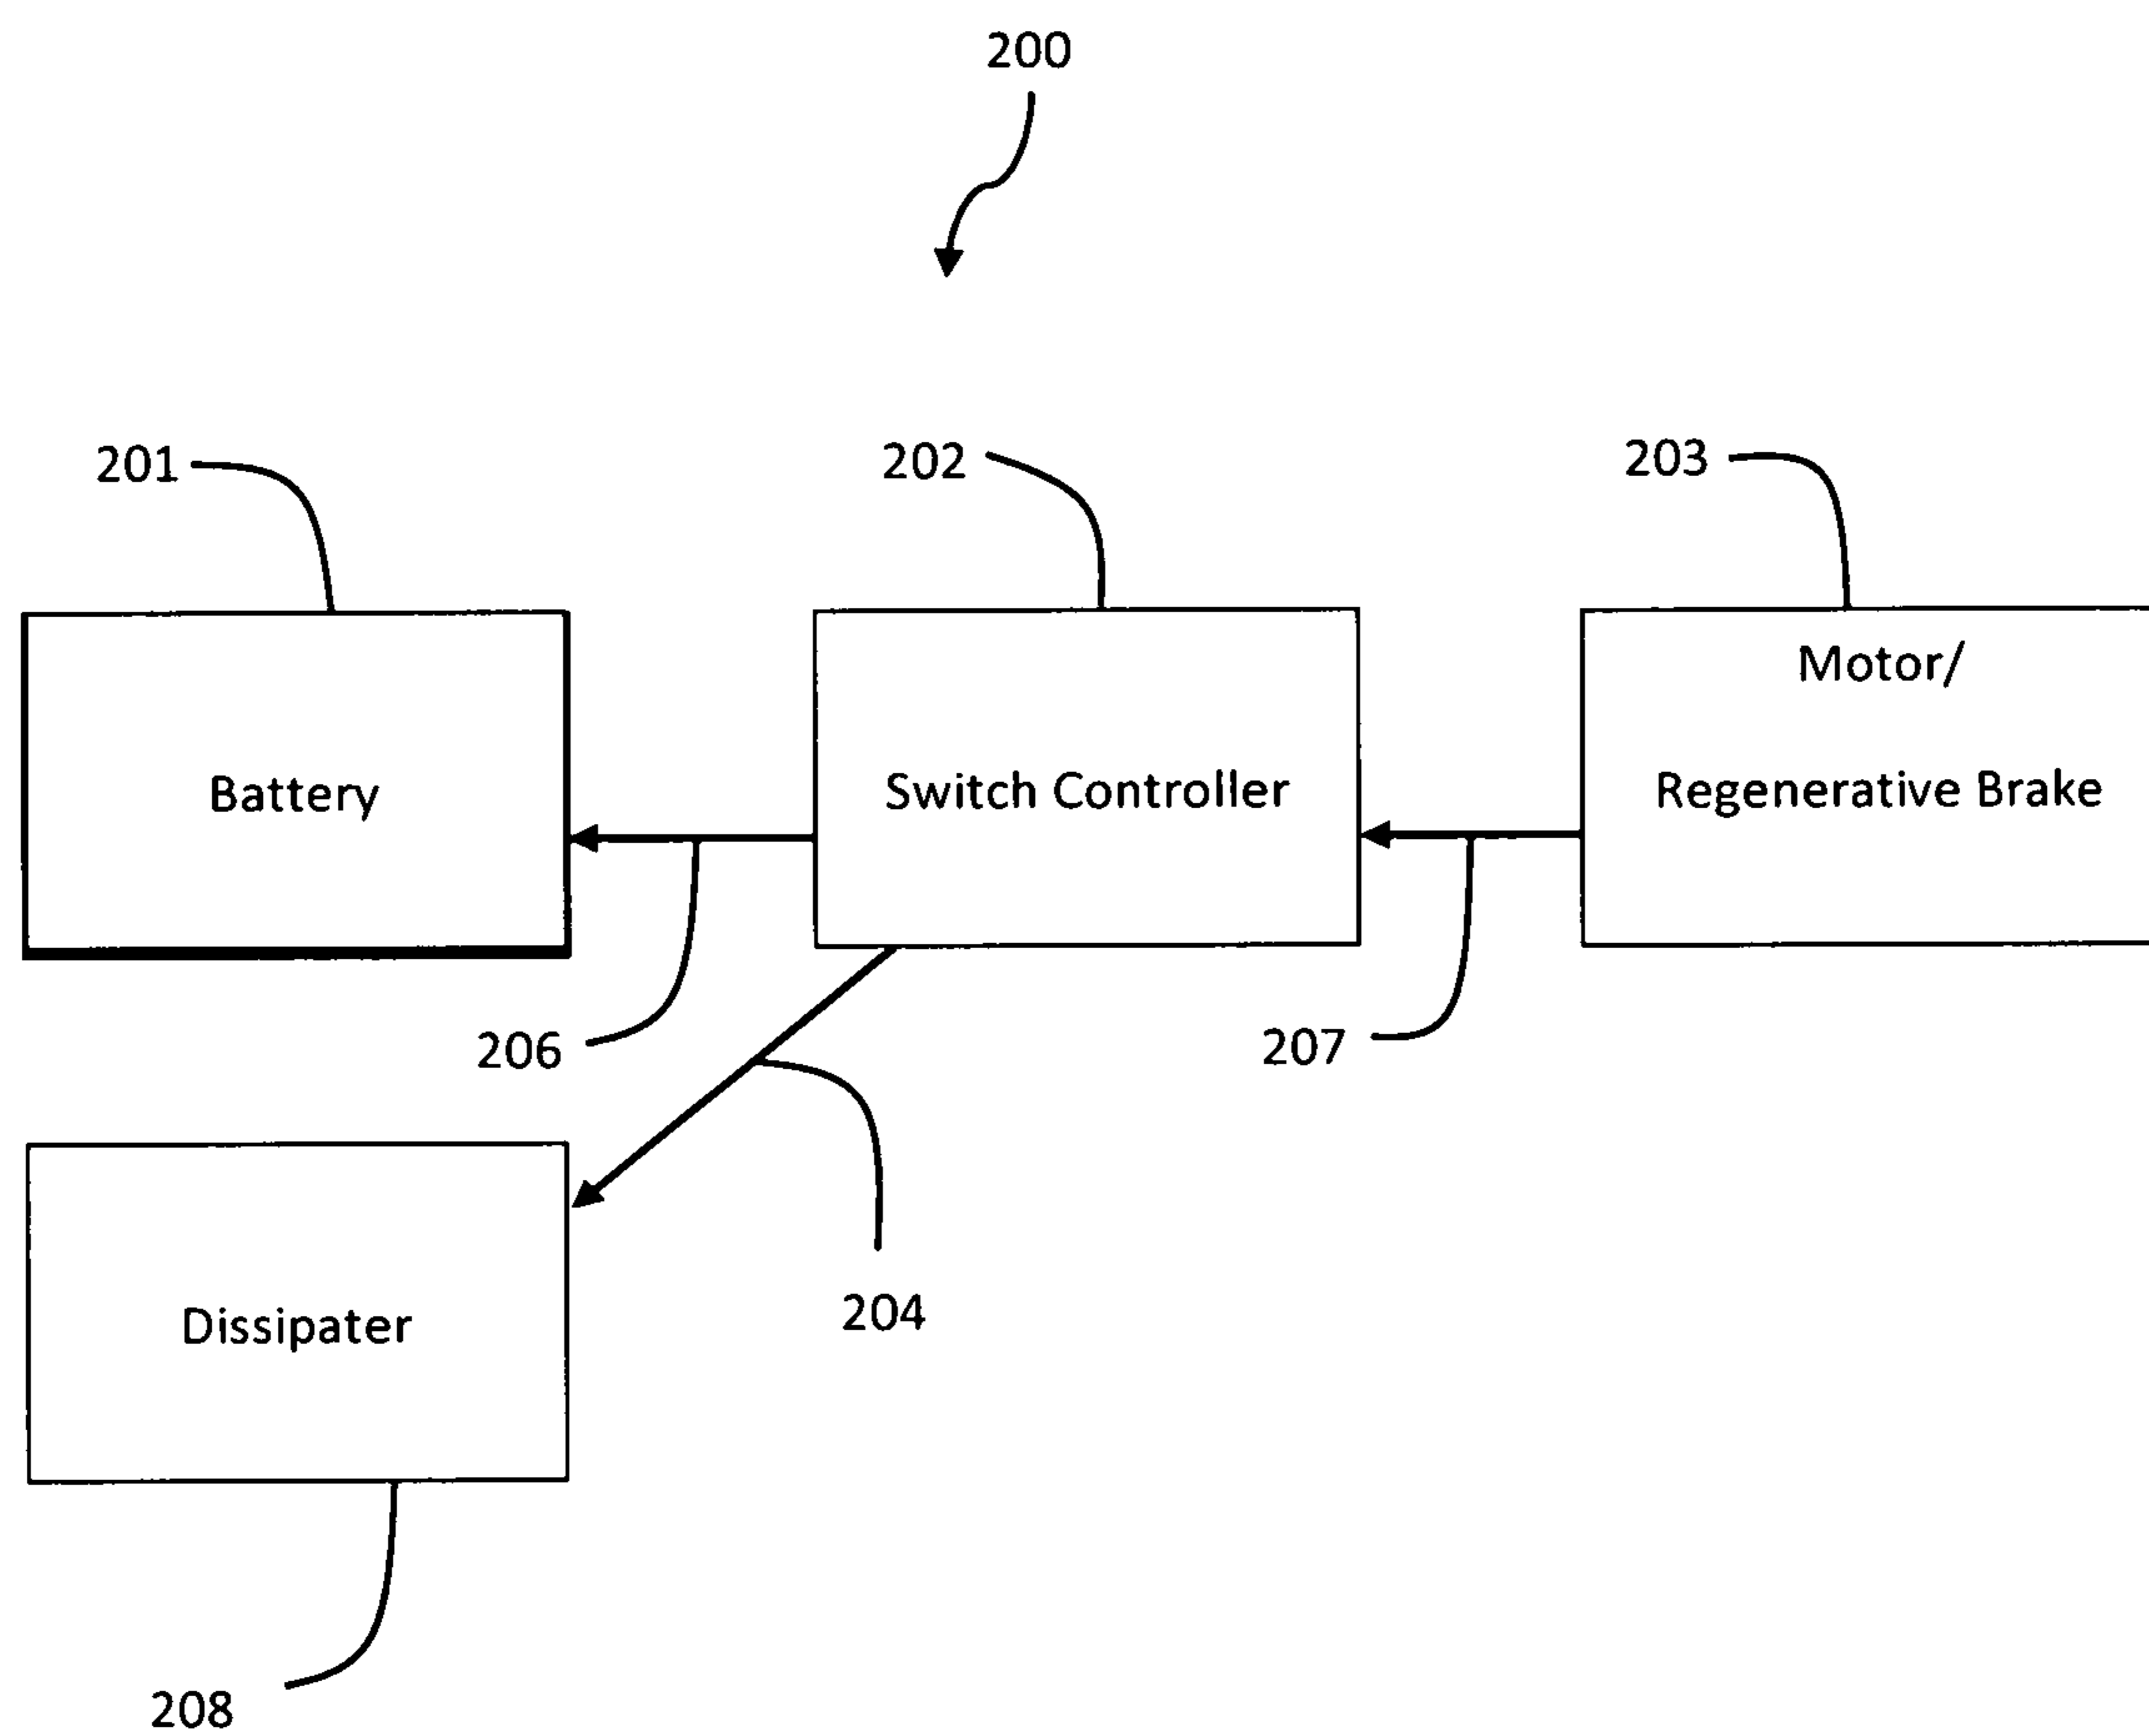 200
201
202
203
Motor/
Battery
Switch Controller
Regenerative Brake
206
207
204
Dissipater
208